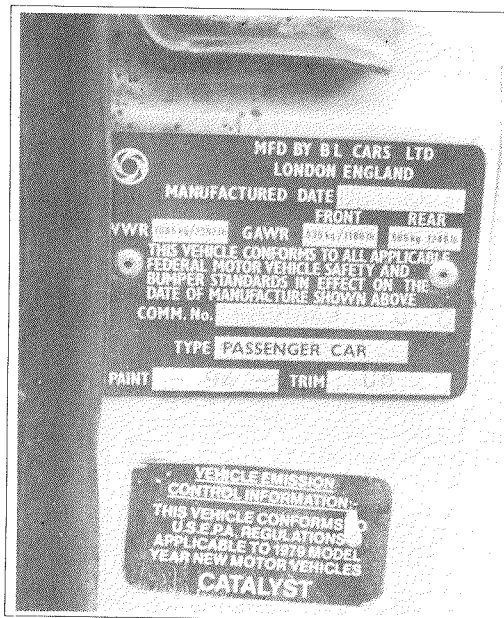 MFD BY B L CARS LTD
LONDON ENGLAND
MANUFACTURED DATE
FRONT REAR
VWR GAWR
THIS VEHICLE CONFORMS TO ALL APPLICABLE
FEDERAL MOTOR VEHICLE SAFETY AND
BUMPER STANDARDS IN EFFECT ON THE
DATE OF MANUFACTURE SHOWN ABOVE
COMM. No.
TYPE PASSENGER CAR
PAINT TRIM
VEHICLE EMISSION
CONTROL INFORMATION:-
THIS VEHICLE CONFORMS
U.S.E.P.A. REGULATIONS
APPLICABLE TO 1979 MODEL
YEAR NEW MOTOR VEHICLES
CATALYST